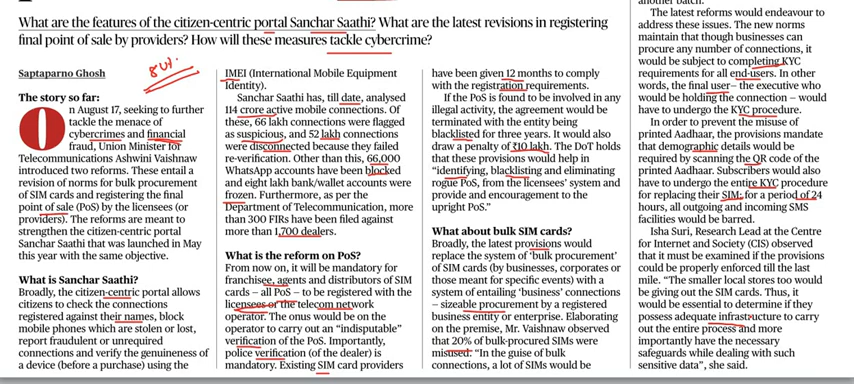 What are the features of the citizen-centric portal Sanchar Saathi? What are the latest revisions in registering
final point of sale by providers? How will these measures tackle cybercrime?
Saptaparno Ghosh
The story so far:
On August 17, seeking to further
tackle the menace of
cybercrimes and financial
fraud, Union Minister for
Telecommunications Ashwini Vaishnaw
introduced two reforms. These entail a
revision of norms for bulk procurement
of SIM cards and registering the final
point of sale (PoS) by the licensees (or
providers). The reforms are meant to
strengthen the citizen-centric portal
Sanchar Saathi that was launched in May
this year with the same objective.
What is Sanchar Saathi?
Broadly, the citizen-centric portal allows
citizens to check the connections
registered against their names, block
mobile phones which are stolen or lost,
report fraudulent or unrequired
connections and verify the genuineness of
a device (before a purchase) using the
IMEI (International Mobile Equipment
Identity).
Sanchar Saathi has, till date, analysed
114 crore active mobile connections. Of
these, 66 lakh connections were flagged
as suspicious, and 52 lakh connections
were disconnected because they failed
re-verification. Other than this, 66,000
WhatsApp accounts have been blocked
and eight lakh bank/wallet accounts were
frozen. Furthermore, as per the
Department of Telecommunication, more
than 300 FIRs have been filed against
more than 1,700 dealers.
What is the reform on PoS?
From now on, it will be mandatory for
franchisee, agents and distributors of SIM
cards – all PoS – to be registered with the
licensees or the telecom network
operator. The onus would be on the
operator to carry out an “indisputable”
verification of the PoS. Importantly,
police verification (of the dealer) is
mandatory. Existing SIM card providers
have been given 12 months to comply
with the registration requirements.
If the PoS is found to be involved in any
illegal activity, the agreement would be
terminated with the entity being
blacklisted for three years. It would also
draw a penalty of ₹10 lakh. The DoT holds
that these provisions would help in
“identifying, blacklisting and eliminating
rogue PoS, from the licensees’ system and
provide and encouragement to the
upright PoS.”
What about bulk SIM cards?
Broadly, the latest provisions would
replace the system of ‘bulk procurement’
of SIM cards (by businesses, corporates or
those meant for specific events) with a
system of entailing ‘business’ connections
– sizeable procurement by a registered
business entity or enterprise. Elaborating
on the premise, Mr. Vaishnaw observed
that 20% of bulk-procured SIMs were
misused. “In the guise of bulk
connections, a lot of SIMs would be
another batch.”
The latest reforms would endeavour to
address these issues. The new norms
maintain that though businesses can
procure any number of connections, it
would be subject to completing KYC
requirements for all end-users. In other
words, the final user– the executive who
would be holding the connection – would
have to undergo the KYC procedure.
In order to prevent the misuse of
printed Aadhaar, the provisions mandate
that demographic details would be
required by scanning the QR code of the
printed Aadhaar. Subscribers would also
have to undergo the entire KYC procedure
for replacing their SIM; for a period of 24
hours, all outgoing and incoming SMS
facilities would be barred.
Isha Suri, Research Lead at the Centre
for Internet and Society (CIS) observed
that it must be examined if the provisions
could be properly enforced till the last
mile. “The smaller local stores too would
be giving out the SIM cards. Thus, it
would be essential to determine if they
possess adequate infrastructure to carry
out the entire process and more
importantly have the necessary
safeguards while dealing with such
sensitive data”, she said.